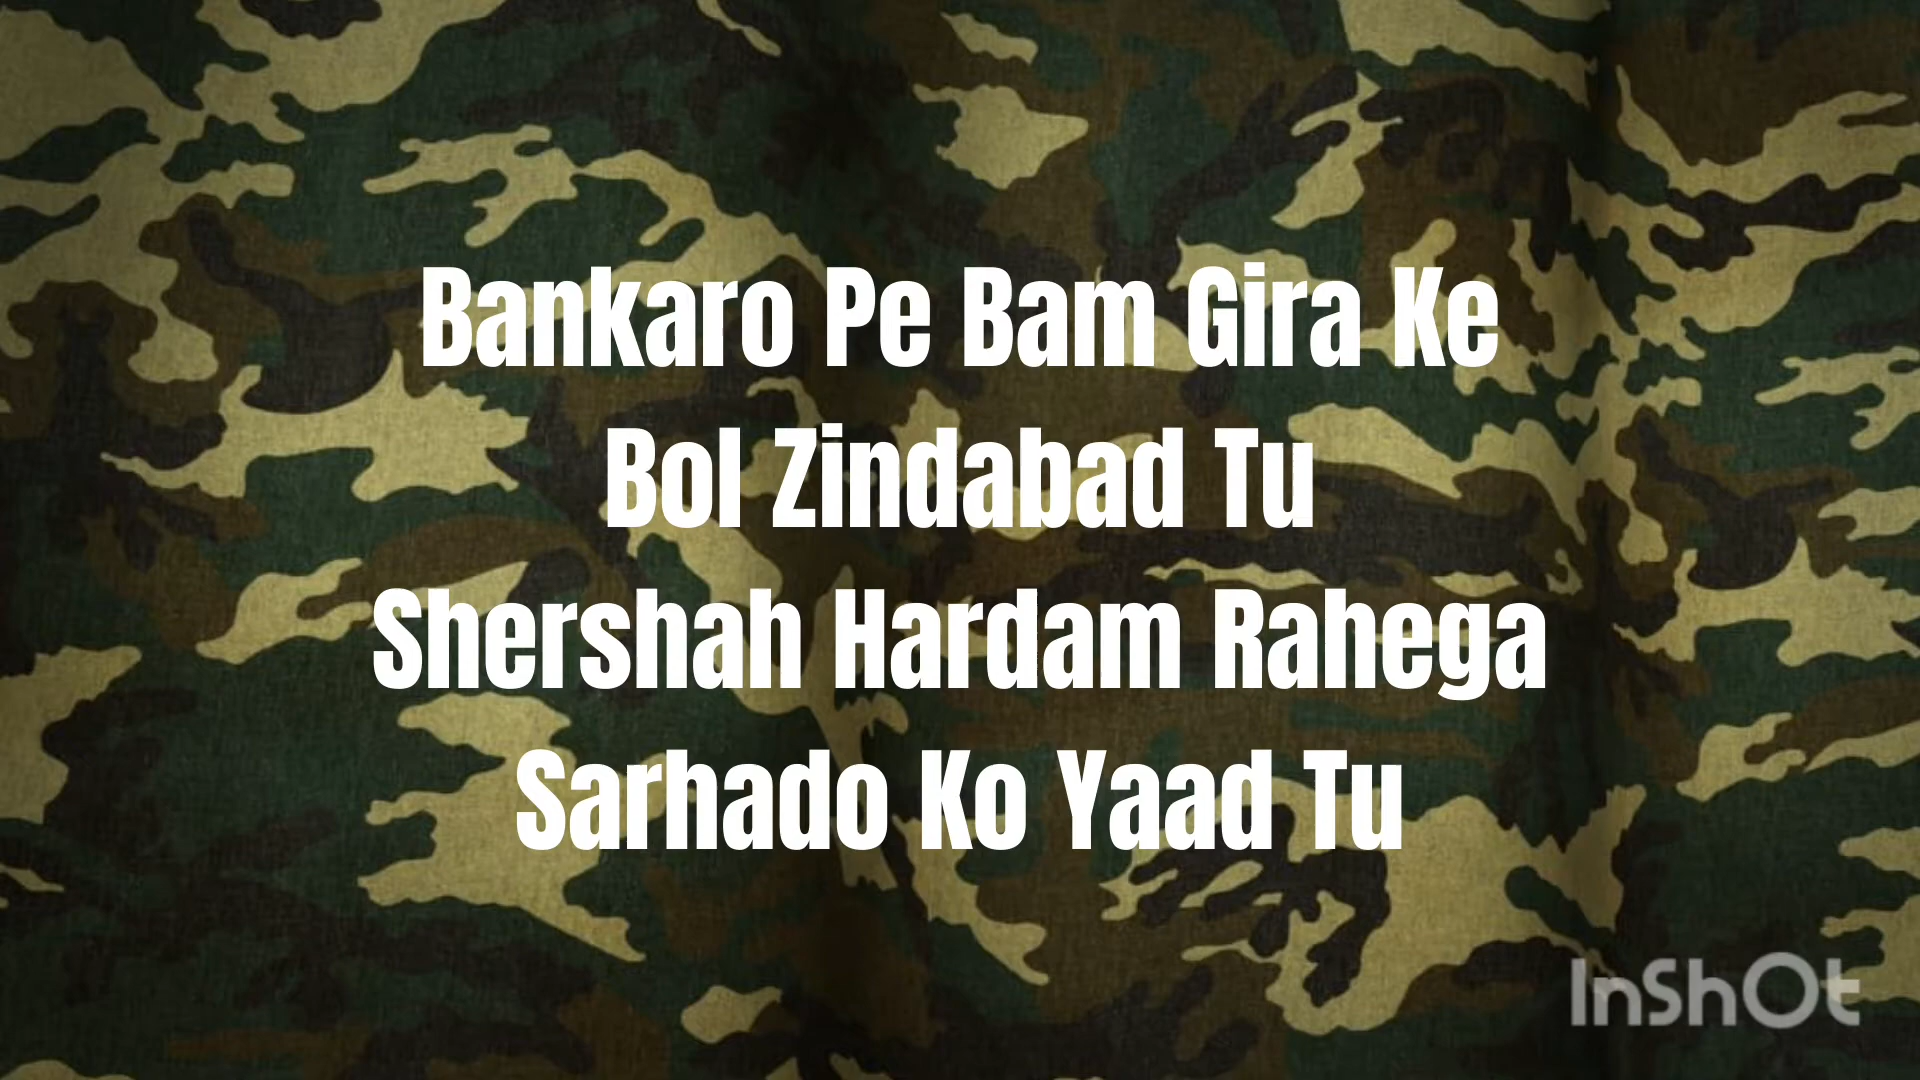 Bankaro Pe Bam Gira Ke
Bol Zindabad Tu
Shershah Hardam Rahega
Sarhado Ko Yaad Tu
InShOt